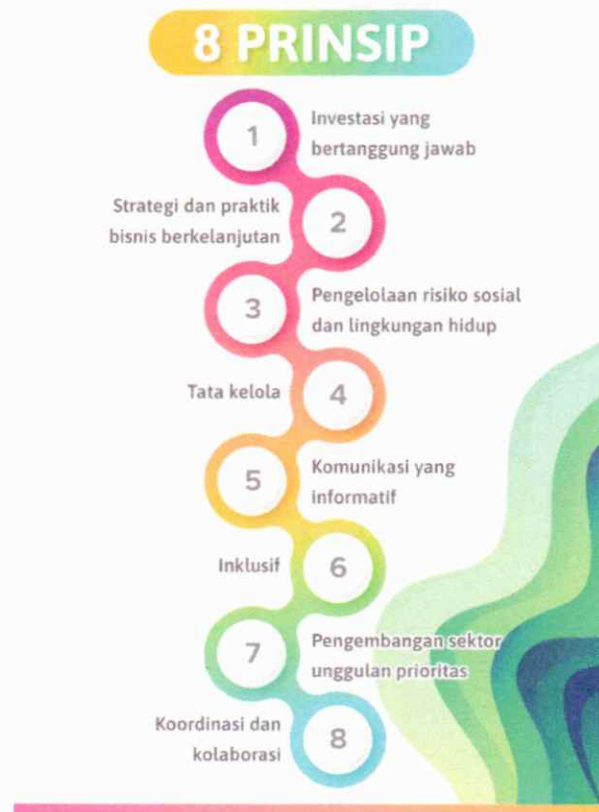 8 PRINSIP
1
Investasi yang
bertanggung jawab
Strategi dan praktik
bisnis berkelanjutan
2
3
Pengelolaan risiko sosial
dan lingkungan hidup
Tata kelola
4
5
Komunikasi yang
informatif
Inklusif
6
7
Pengembangan sektor
unggulan prioritas
Koordinasi dan
kolaborasi
8